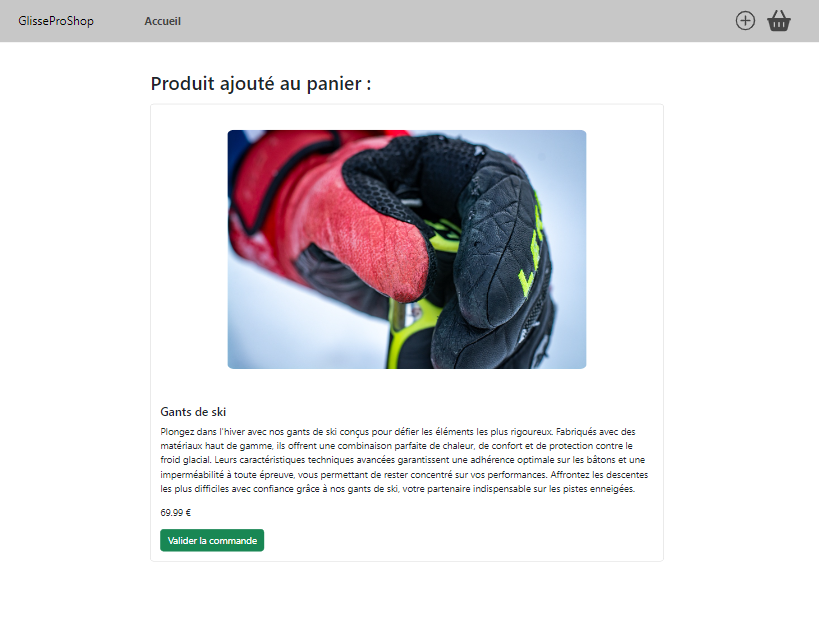 GlisseProShop
Accueil
Produit ajouté au panier :
Gants de ski
Plongez dans l'hiver avec nos gants de ski conçus pour défier les éléments les plus rigoureux. Fabriqués avec des
matériaux haut de gamme, ils offrent une combinaison parfaite de chaleur, de confort et de protection contre le
froid glacial. Leurs caractéristiques techniques avancées garantissent une adhérence optimale sur les bâtons et une
imperméabilité à toute épreuve, vous permettant de rester concentré sur vos performances. Affrontez les descentes
les plus difficiles avec confiance grâce à nos gants de ski, votre partenaire indispensable sur les pistes enneigées.
69.99 €
Valider la commande